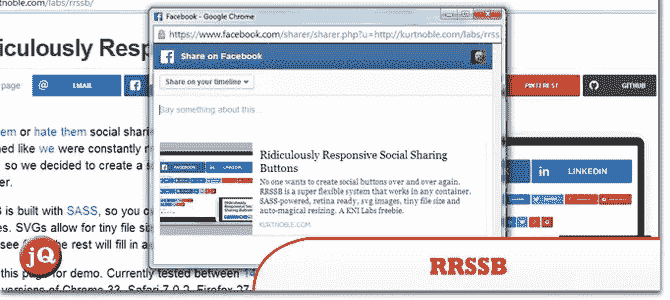 noble.com/labs/rrssb/
Facebook - Google Chrome
https://www.facebook.com/sharer/sharer.php?u=http://kurtnoble.com/labs/rrss
iculously Resp
Share on Facebook
page:
EMAIL
PINTEREST
GITHUB
Share on your timeline
Say something about this...
em or hate them social shari
ned like we were constantly r
, so we decided to create a s
er.
Ridiculously Responsive Social Sharing
Buttons
No one wants to create social buttons over and over again.
RRSSB is a super flexible system that works in any container.
SASS-powered, retina ready, svg images, tiny file size and
auto-magical resizing. A KNI Labs freebie.
KURTNOBLE.COM
LINKEDIN
is built with SASS, so you c
es. SVGs allow for tiny file si
see
the rest will fill in a
this page for demo. Currently tested between 14
versions of Chrome 33, Safari 7.0.2, Firefox 27
jQ
RRSSB